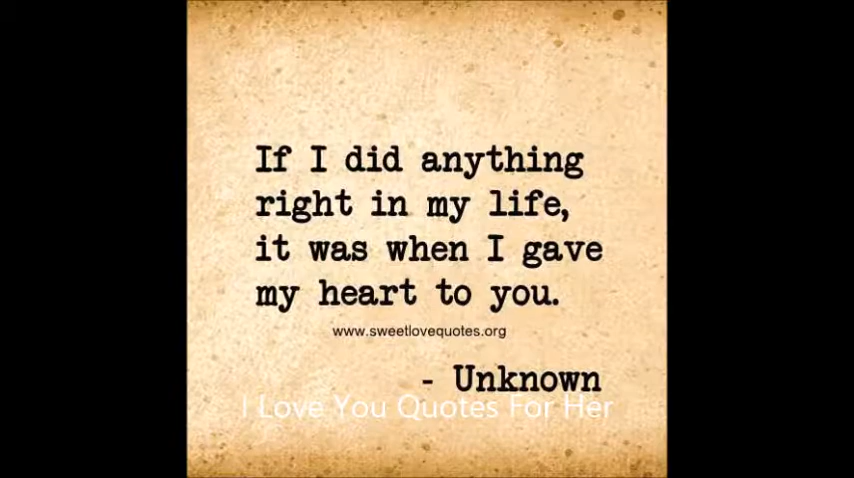 If I did anything
right in my life,
it was when I gave
my heart to you.
www.sweetlovequotes.org
- Unknown
I Love You Quotes For Her